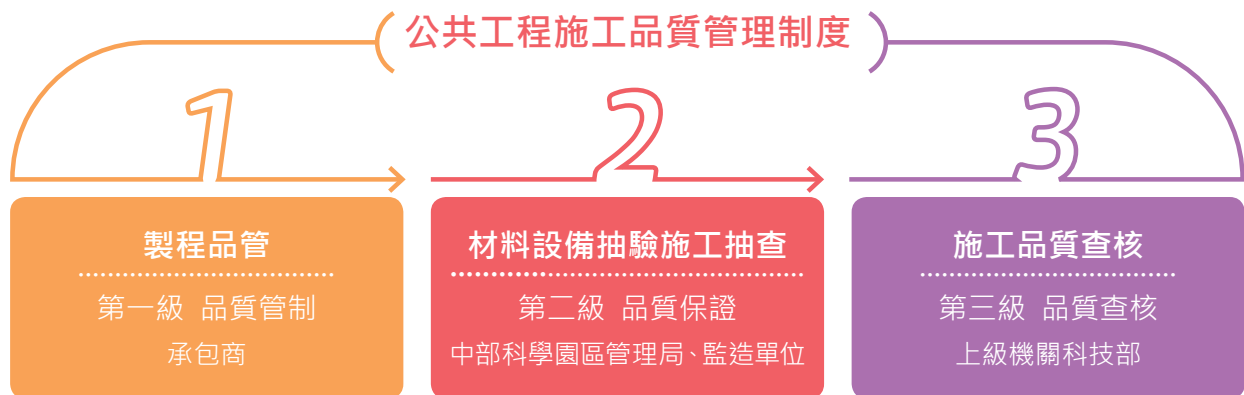 公共工程施工品質管理制度
1
製程品管
第一級 品質管制
承包商
2
材料設備抽驗施工抽查
第二級 品質保證
中部科學園區管理局、監造單位
3
施工品質查核
第三級 品質查核
上級機關科技部